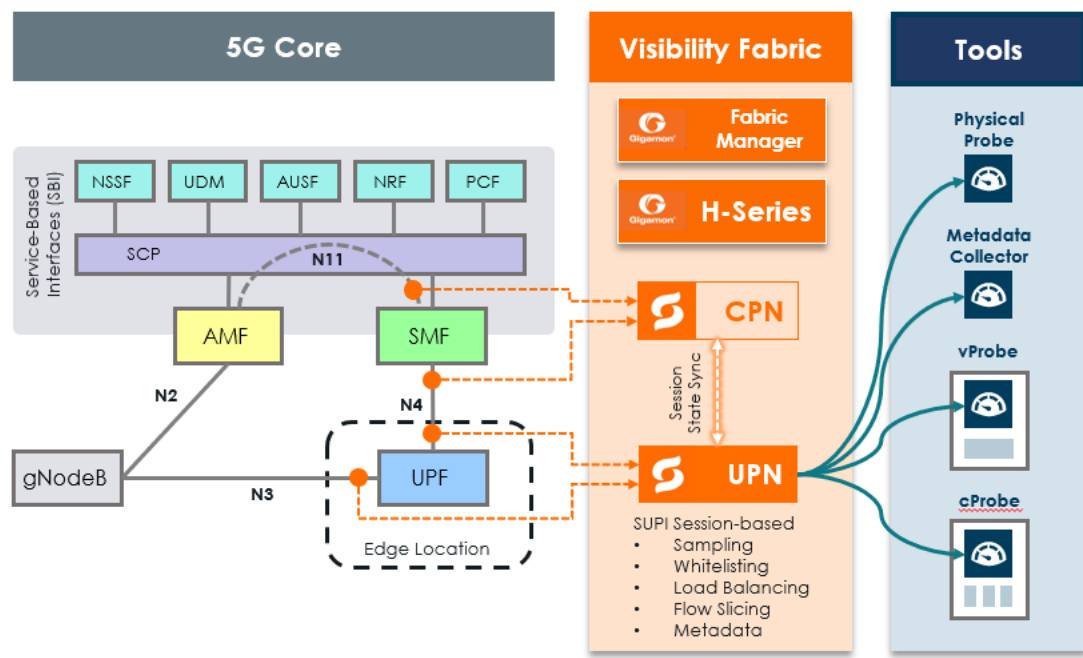 5G Core
Visibility Fabric
Tools
Service-Based
Interfaces (SBI)
NSSF
UDM
AUSF
NRF
PCF
SCP
N11
AMF
SMF
N2
N4
gNodeB
N3
UPF
Edge Location
Gigamon®
Fabric
Manager
Gigamon®
H-Series
CPN
Session
State Sync
UPN
SUPI Session-based
• Sampling
• Whitelisting
• Load Balancing
• Flow Slicing
• Metadata
Physical
Probe
Metadata
Collector
vProbe
cProbe